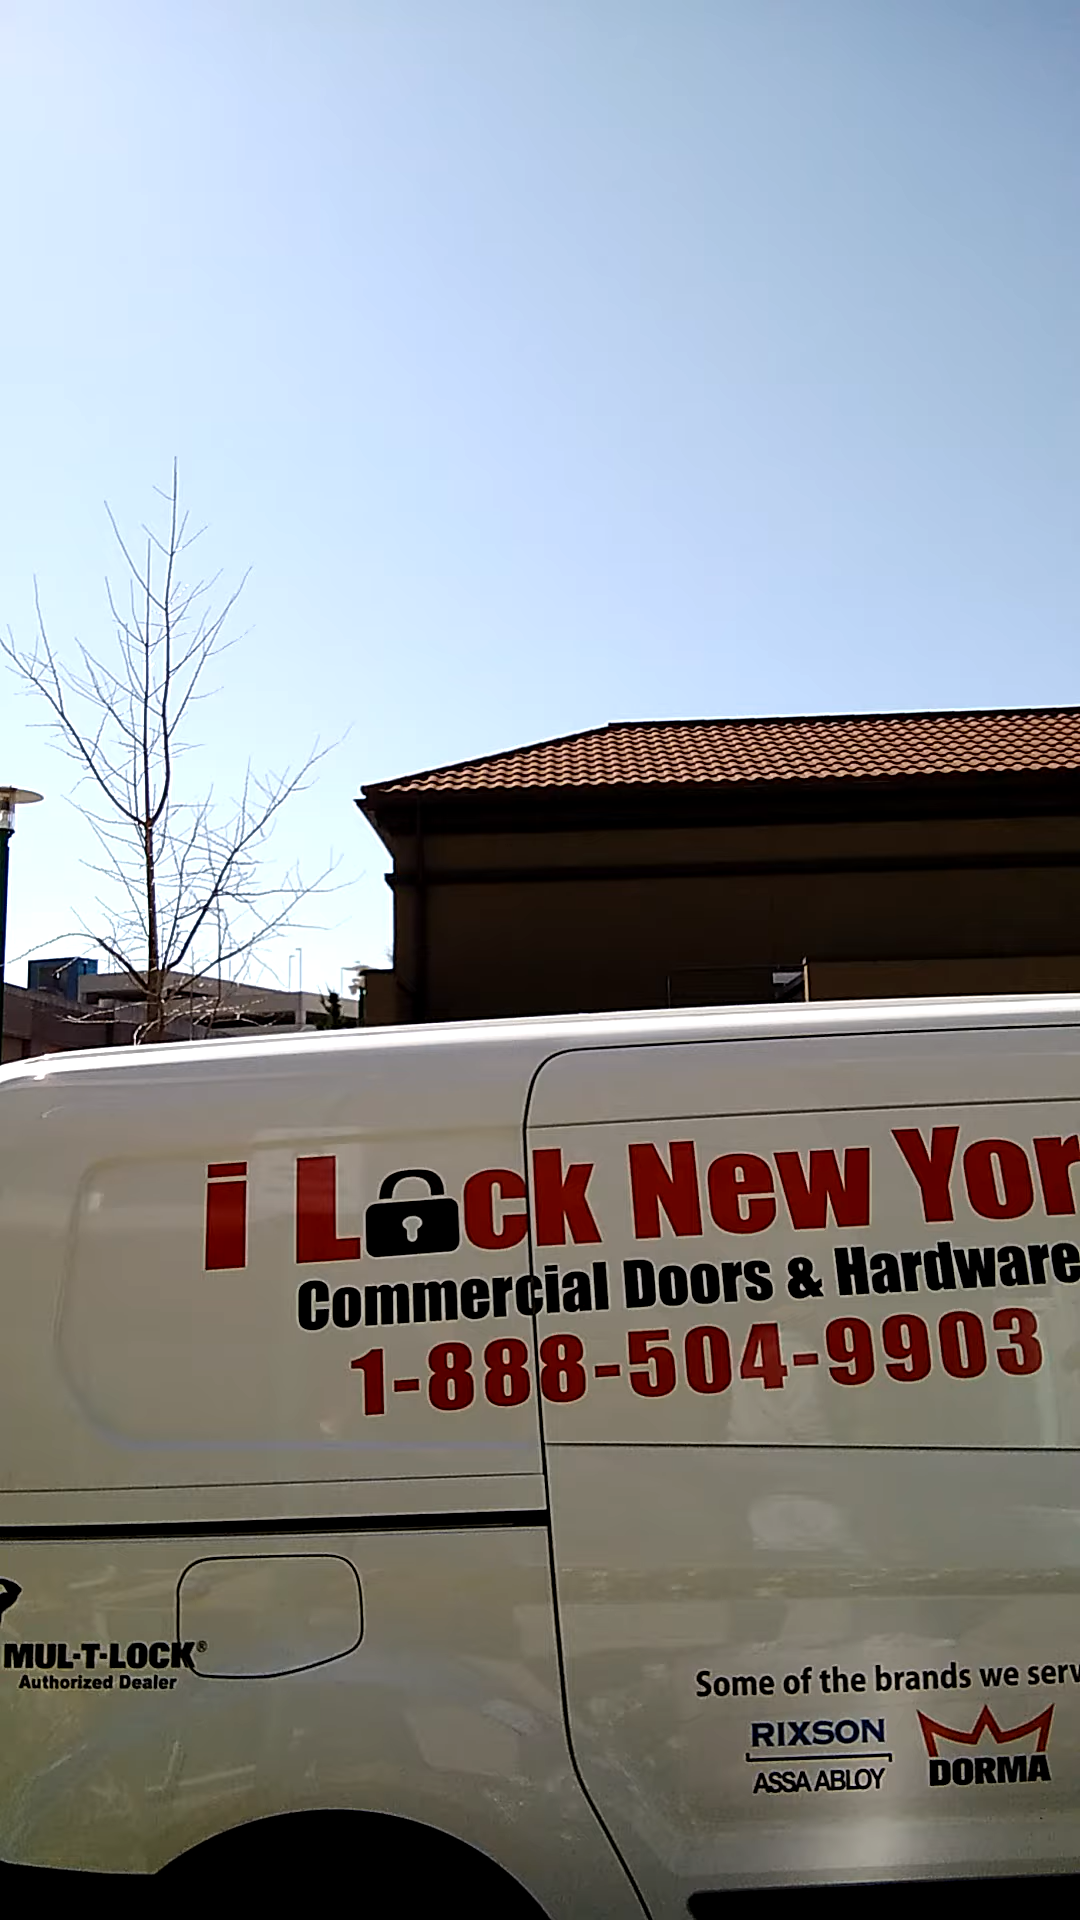 i Lock New Yor
Commercial Doors & Hardware
1-888-504-9903
MUL-T-LOCK®
Authorized Dealer
Some of the brands we serv
RIXSON
ASSA ABLOY
DORMA